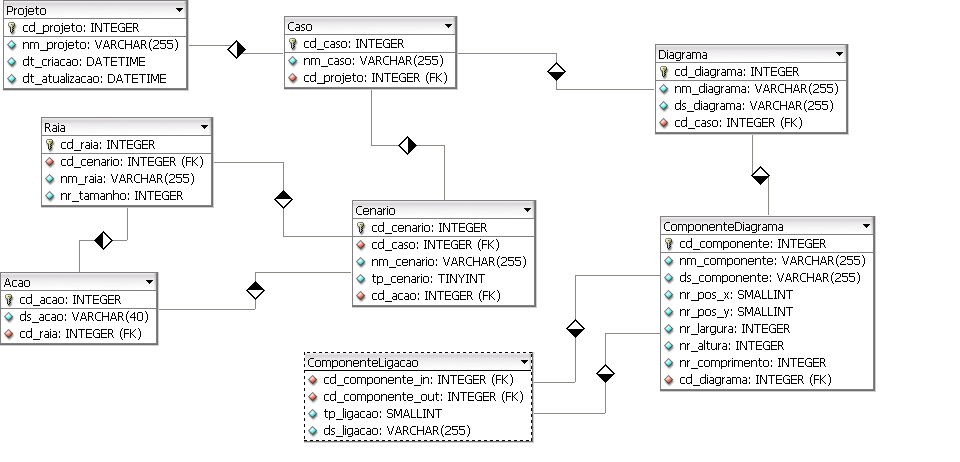 Projeto
cd_projeto: INTEGER
nm_projeto: VARCHAR(255)
dt_criacao: DATETIME
dt_atualizacao: DATETIME
Caso
cd_caso: INTEGER
nm_caso: VARCHAR(255)
cd_projeto: INTEGER (FK)
Diagrama
cd_diagrama: INTEGER
nm_diagrama: VARCHAR(255)
ds_diagrama: VARCHAR(255)
cd_caso: INTEGER (FK)
Raia
cd_raia: INTEGER
cd_cenario: INTEGER (FK)
nm_raia: VARCHAR(255)
nr_tamanho: INTEGER
Cenario
cd_cenario: INTEGER
cd_caso: INTEGER (FK)
nm_cenario: VARCHAR(255)
tp_cenario: TINYINT
cd_acao: INTEGER (FK)
ComponenteDiagrama
cd_componente: INTEGER
nm_componente: VARCHAR(255)
ds_componente: VARCHAR(255)
nr_pos_x: SMALLINT
nr_pos_y: SMALLINT
nr_largura: INTEGER
nr_altura: INTEGER
nr_comprimento: INTEGER
cd_diagrama: INTEGER (FK)
Acao
cd_acao: INTEGER
ds_acao: VARCHAR(40)
cd_raia: INTEGER (FK)
ComponenteLigacao
cd_componente_in: INTEGER (FK)
cd_componente_out: INTEGER (FK)
tp_ligacao: SMALLINT
ds_ligacao: VARCHAR(255)